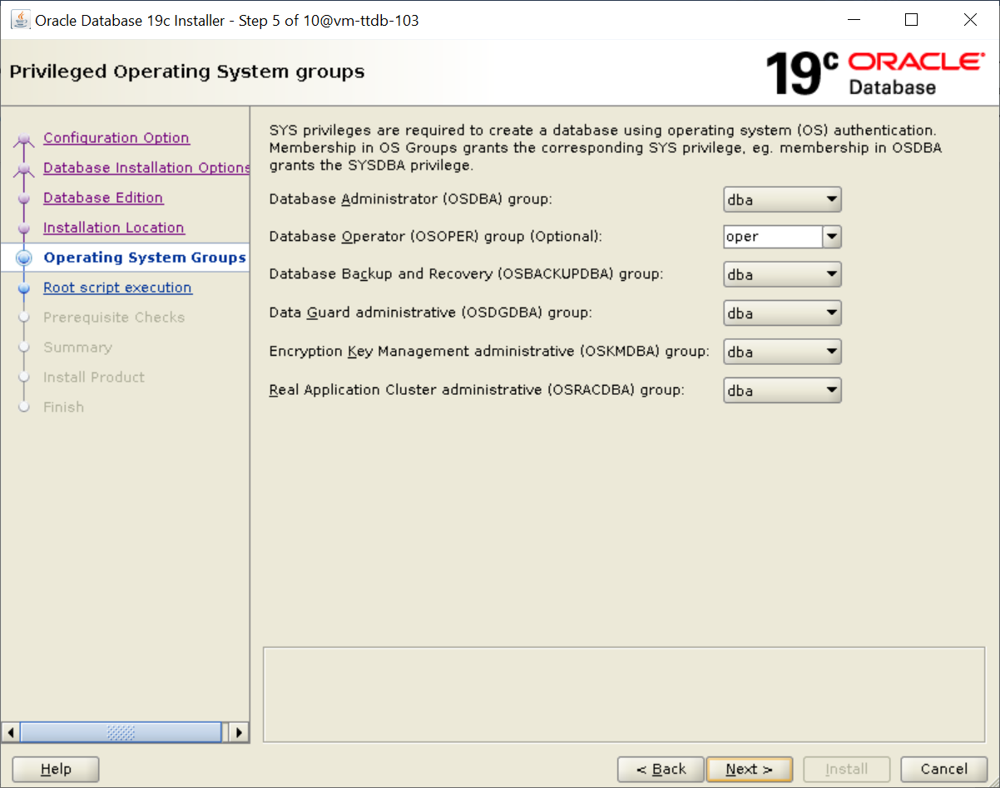 Oracle Database 19c Installer - Step 5 of 10@vm-ttdb-103
Privileged Operating System groups
19c ORACLE®
Database
Configuration Option
Database Installation Options
Database Edition
Installation Location
Operating System Groups
Root script execution
Prerequisite Checks
Summary
Install Product
Finish
SYS privileges are required to create a database using operating system (OS) authentication.
Membership in OS Groups grants the corresponding SYS privilege, eg. membership in OSDBA
grants the SYSDBA privilege.
Database Administrator (OSDBA) group: dba
Database Operator (OSOPER) group (Optional): oper
Database Backup and Recovery (OSBACKUPDBA) group: dba
Data Guard administrative (OSDGDBA) group: dba
Encryption Key Management administrative (OSKMDBA) group: dba
Real Application Cluster administrative (OSRACDBA) group: dba
Help < Back Next > Install Cancel